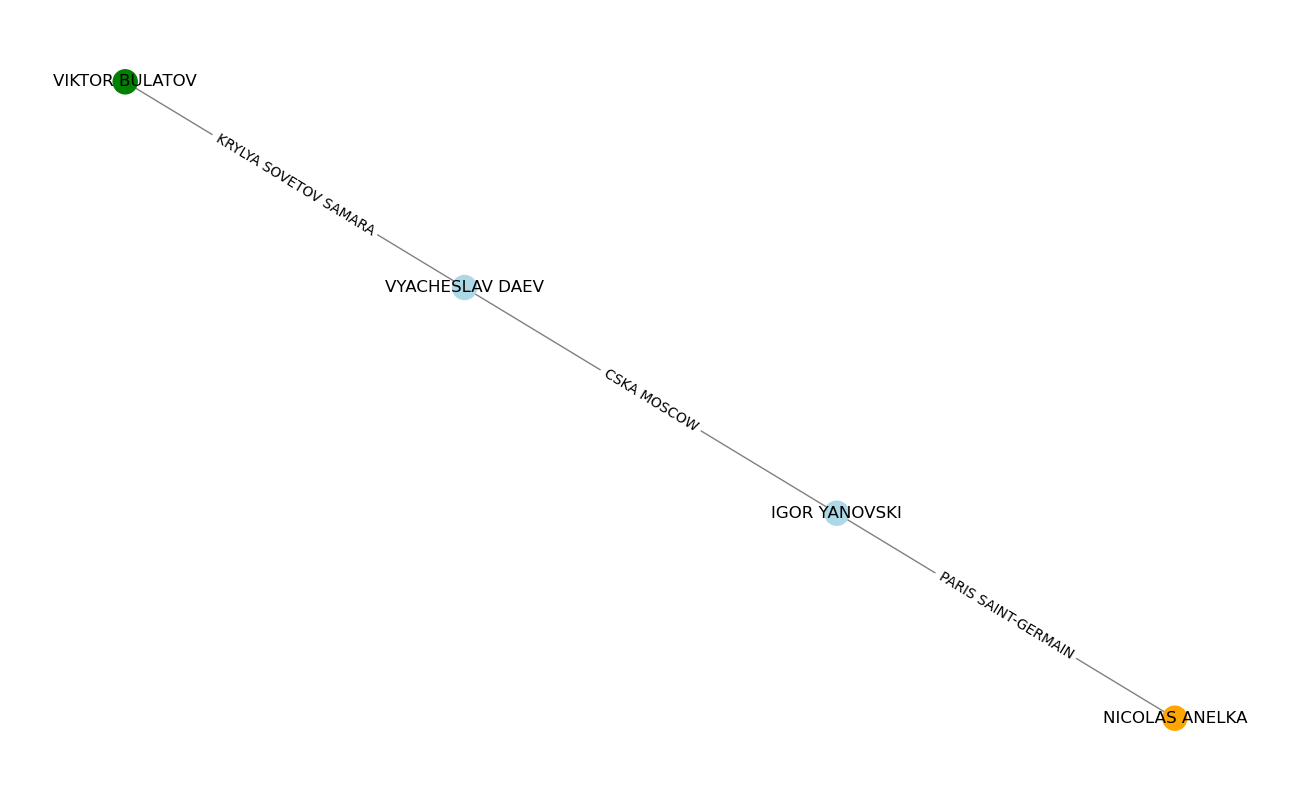 VIKTOR BULATOV
KRYLYA SOVETOV SAMARA
VYACHESLAV DAEV
CSKA MOSCOW
IGOR YANOVSKI
PARIS SAINT-GERMAIN
NICOLAS ANELKA